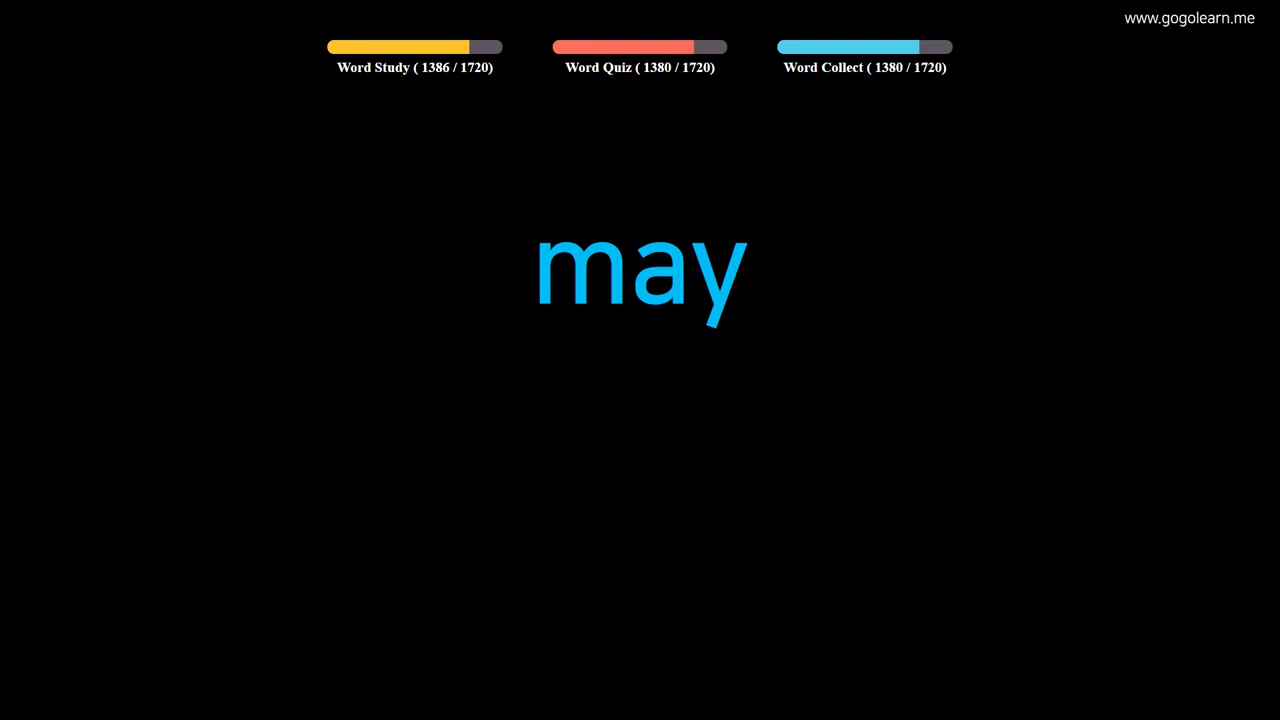 www.gogolearn.me
Word Study ( 1386 / 1720)
Word Quiz ( 1380 / 1720)
Word Collect ( 1380 / 1720)
may